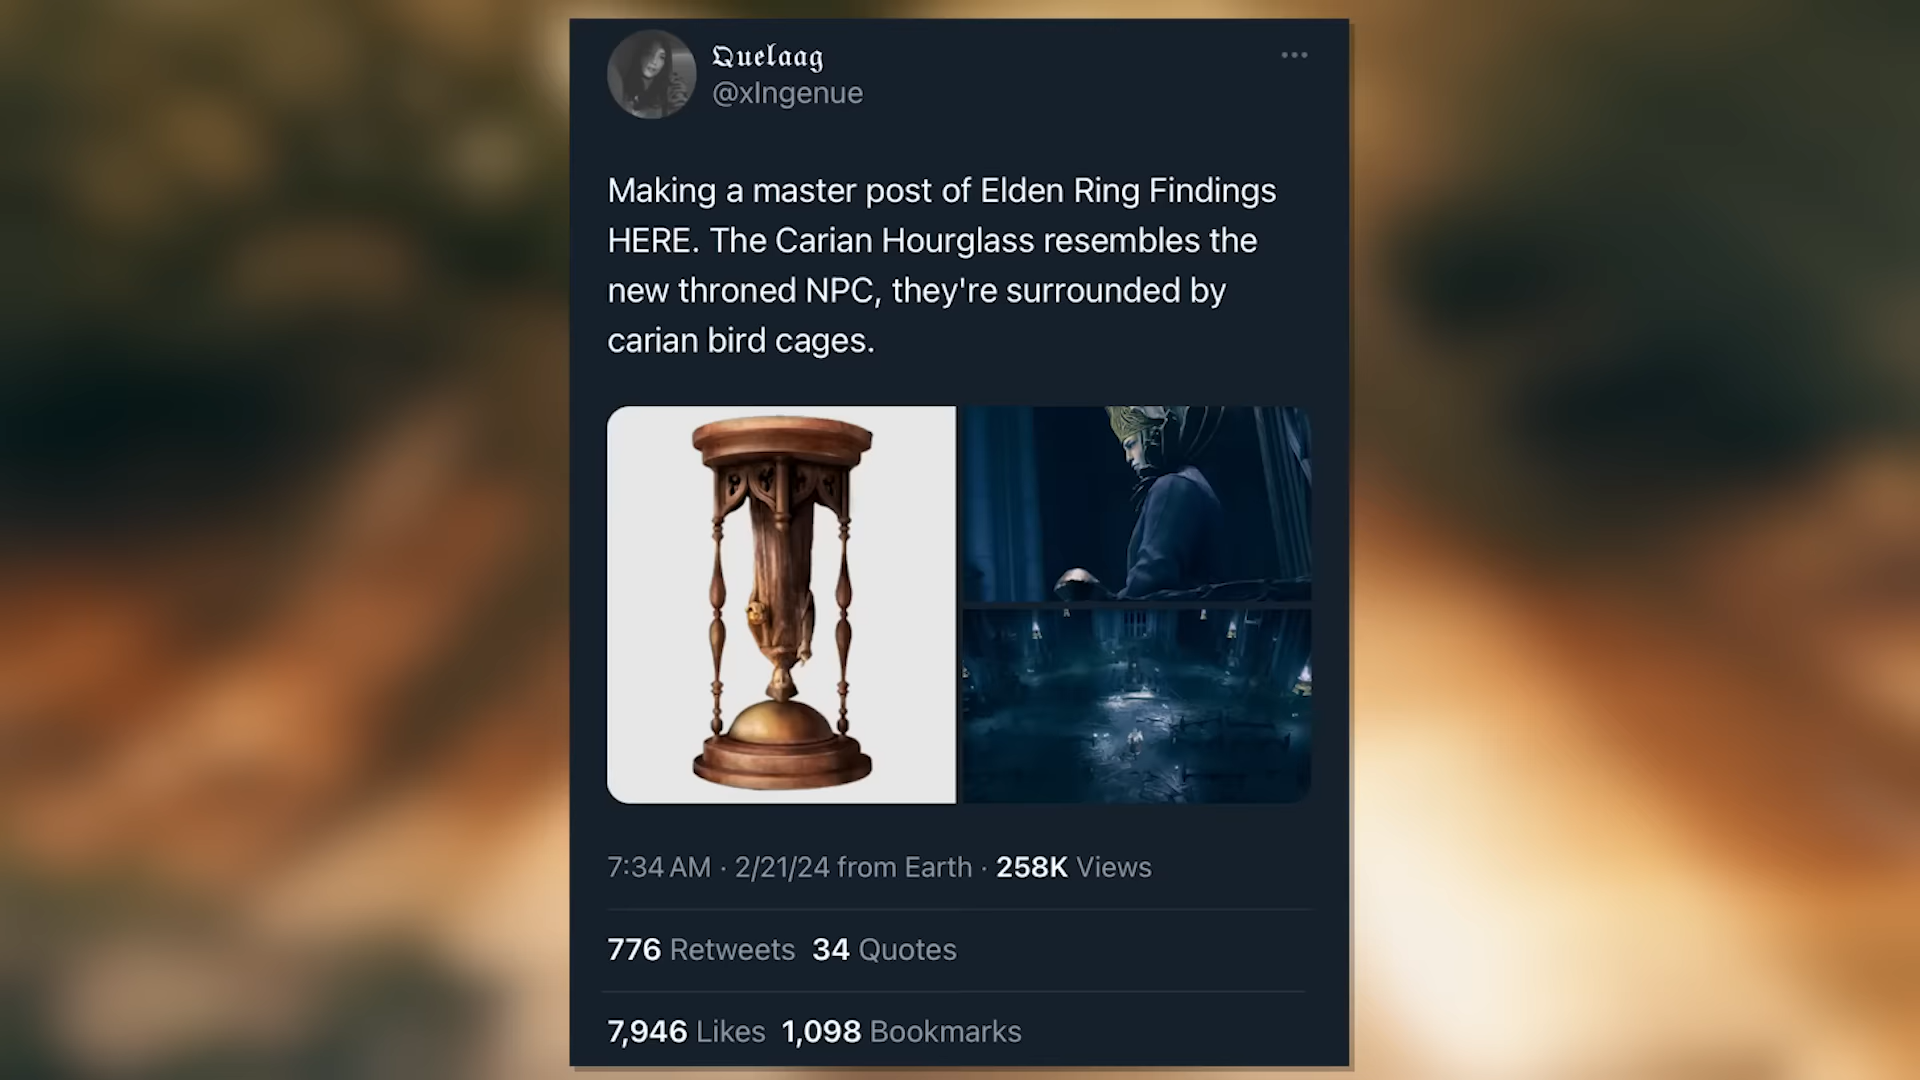 Quelaag
@xIngenue
Making a master post of Elden Ring Findings
HERE. The Carian Hourglass resembles the
new throned NPC, they're surrounded by
carian bird cages.
7:34 AM · 2/21/24 from Earth · 258K Views
776 Retweets 34 Quotes
7,946 Likes 1,098 Bookmarks